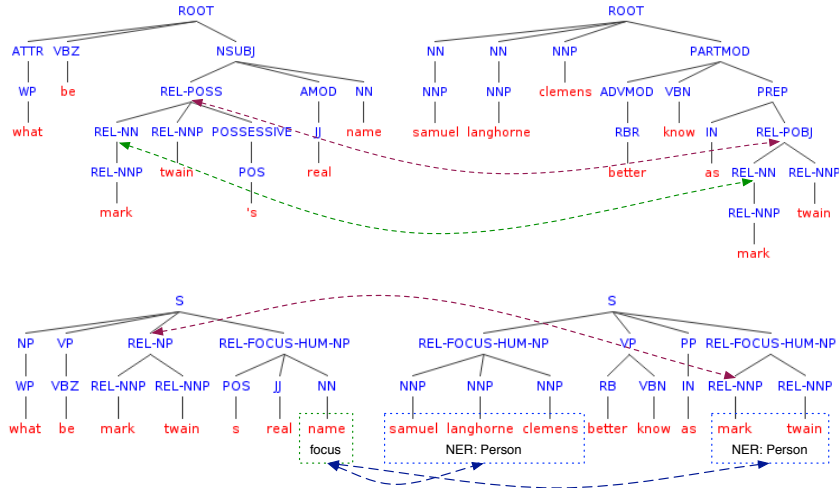 ROOT ROOT
ATTR VBZ NSUBJ NN NN NNP PARTMOD
WP be REL-POSS AMOD NN NNP NNP clemens ADVMOD VBN PREP
what REL-NN REL-NNP POSSESSIVE JJ name samuel langhorne RBR know IN REL-POBJ
REL-NNP twain POS real better as REL-NN REL-NNP
mark 's REL-NNP twain
mark
S S
NP VP REL-NP REL-FOCUS-HUM-NP REL-FOCUS-HUM-NP VP PP REL-FOCUS-HUM-NP
WP VBZ REL-NNP REL-NNP POS JJ NN NNP NNP NNP RB VBN IN REL-NNP REL-NNP
what be mark twain s real name samuel langhorne clemens better know as mark twain
focus NER: Person NER: Person